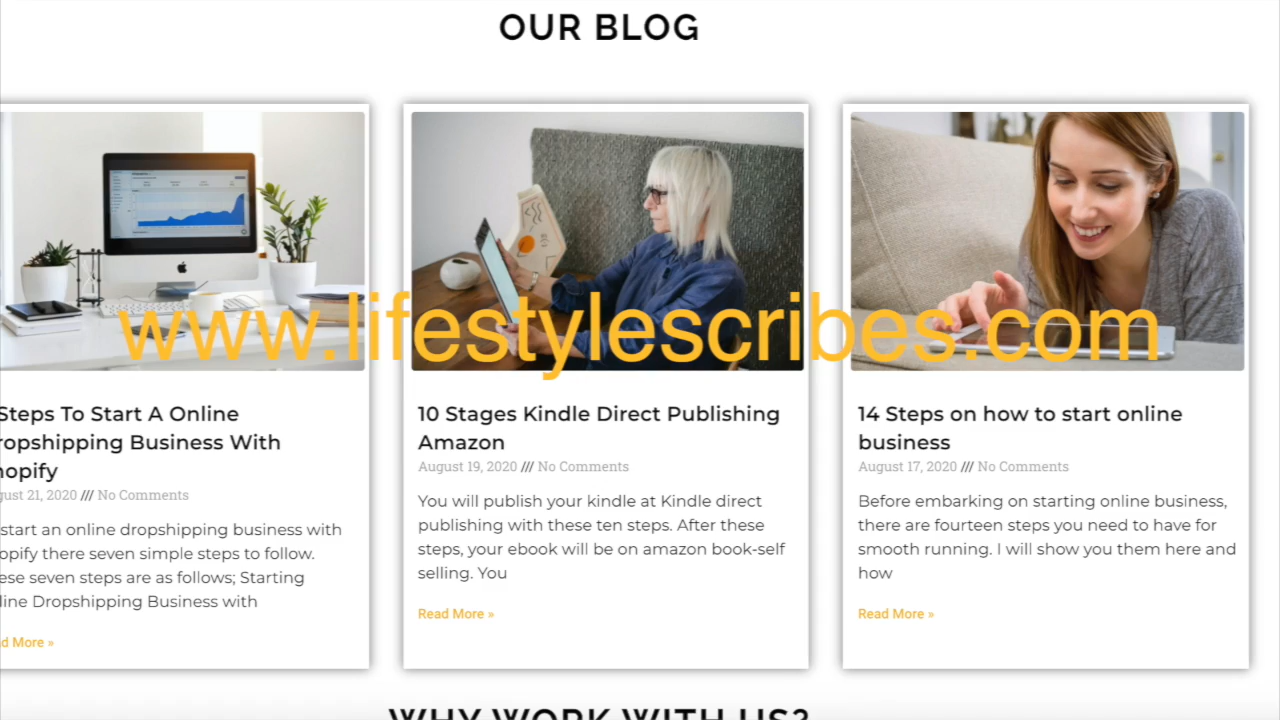 OUR BLOG
www.lifestylescribes.com
Steps To Start A Online
ropshipping Business With
hopify
gust 21, 2020 /// No Comments
start an online dropshipping business with
opify there seven simple steps to follow.
ese seven steps are as follows; Starting
line Dropshipping Business with
d More »
10 Stages Kindle Direct Publishing
Amazon
August 19, 2020 /// No Comments
You will publish your kindle at Kindle direct
publishing with these ten steps. After these
steps, your ebook will be on amazon book-self
selling. You
Read More »
14 Steps on how to start online
business
August 17, 2020 /// No Comments
Before embarking on starting online business,
there are fourteen steps you need to have for
smooth running. I will show you them here and
how
Read More »
WHY WORK WITH US?